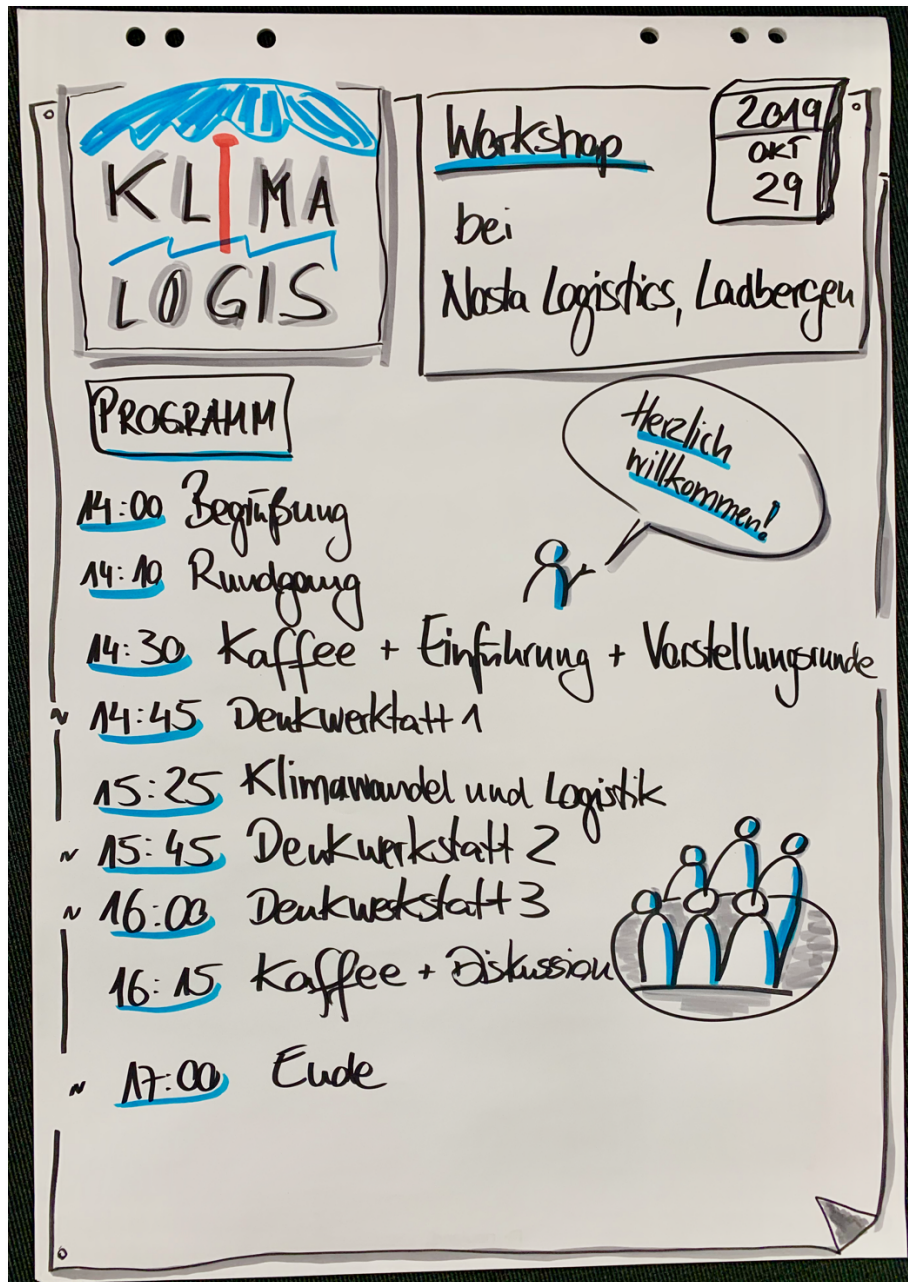 KLIMA
LOGIS
Workshop
bei
Nosta Logistics, Ladbergen
2019
OKT
29
PROGRAMM
Herzlich
willkommen!
14:00 Begrüßung
14:10 Rundgang
14:30 Kaffee + Einführung + Vorstellungsrunde
~ 14:45 Denkwerktatt 1
15:25 Klimawandel und Logistik
~ 15:45 Denkwerkstatt 2
~ 16:00 Denkwekstatt 3
16:15 Kaffee + Diskussion
~ 17:00 Ende